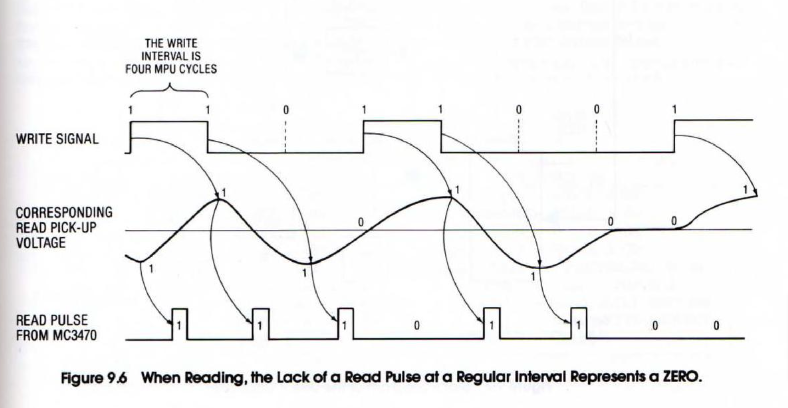 THE WRITE
INTERVAL IS
FOUR MPU CYCLES
1 1 0 1 1 0 0 1
WRITE SIGNAL
1 1 1
0 0 0
CORRESPONDING
READ PICK-UP
VOLTAGE
1 1 1
READ PULSE
FROM MC3470
1 1 1 0 1 1 0 0
Figure 9.6 When Reading, the Lack of a Read Pulse at a Regular Interval Represents a ZERO.